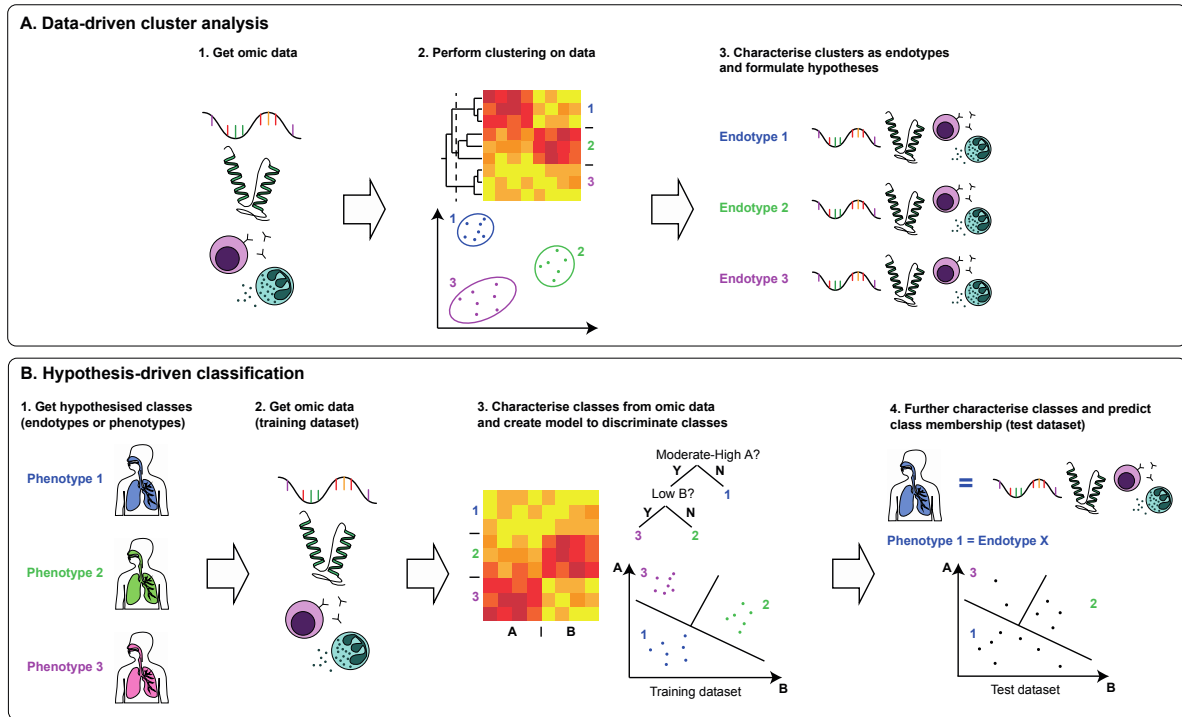 A. Data-driven cluster analysis
1. Get omic data
2. Perform clustering on data
3. Characterise clusters as endotypes
and formulate hypotheses
1
2
3
1
2
3
Endotype 1
Endotype 2
Endotype 3
B. Hypothesis-driven classification
1. Get hypothesised classes
(endotypes or phenotypes)
Phenotype 1
Phenotype 2
Phenotype 3
2. Get omic data
(training dataset)
3. Characterise classes from omic data
and create model to discriminate classes
1
2
3
A | B
Moderate-High A?
Y N
Low B? 1
Y N
3 2
A
3
2
1
B
Training dataset
4. Further characterise classes and predict
class membership (test dataset)
=
Phenotype 1 = Endotype X
A
3
2
1
B
Test dataset